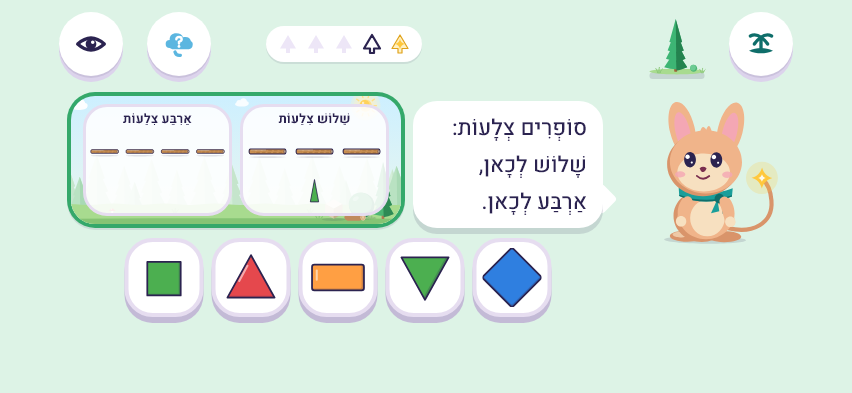 סוֹפְרִים צְלָעוֹת:
שָׁלוֹשׁ לְכָאן,
אַרְבַּע לְכָאן.
שָׁלוֹשׁ צְלָעוֹת
אַרְבַּע צְלָעוֹת
?